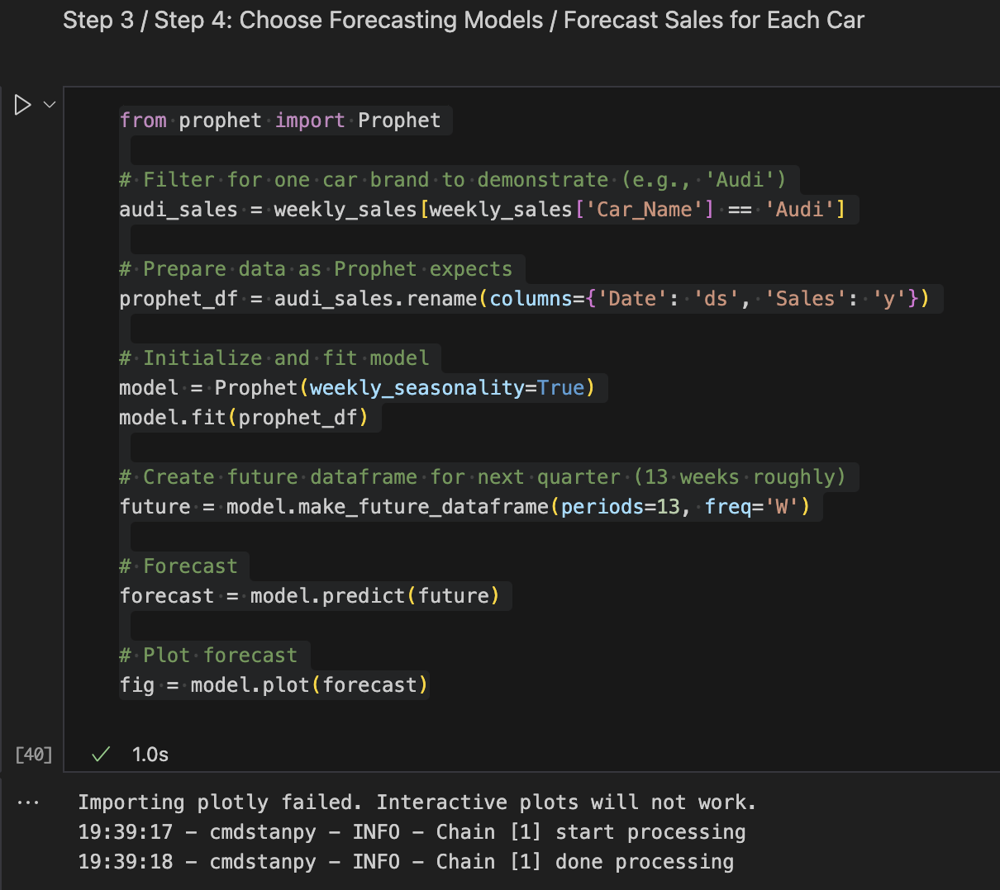 Step 3 / Step 4: Choose Forecasting Models / Forecast Sales for Each Car
from prophet import Prophet
# Filter for one car brand to demonstrate (e.g., 'Audi')
audi_sales = weekly_sales[weekly_sales['Car_Name'] == 'Audi']
# Prepare data as Prophet expects
prophet_df = audi_sales.rename(columns={'Date': 'ds', 'Sales': 'y'})
# Initialize and fit model
model = Prophet(weekly_seasonality=True)
model.fit(prophet_df)
# Create future dataframe for next quarter (13 weeks roughly)
future = model.make_future_dataframe(periods=13, freq='W')
# Forecast
forecast = model.predict(future)
# Plot forecast
fig = model.plot(forecast)
[40] 1.0s
... Importing plotly failed. Interactive plots will not work.
19:39:17 - cmdstanpy - INFO - Chain [1] start processing
19:39:18 - cmdstanpy - INFO - Chain [1] done processing